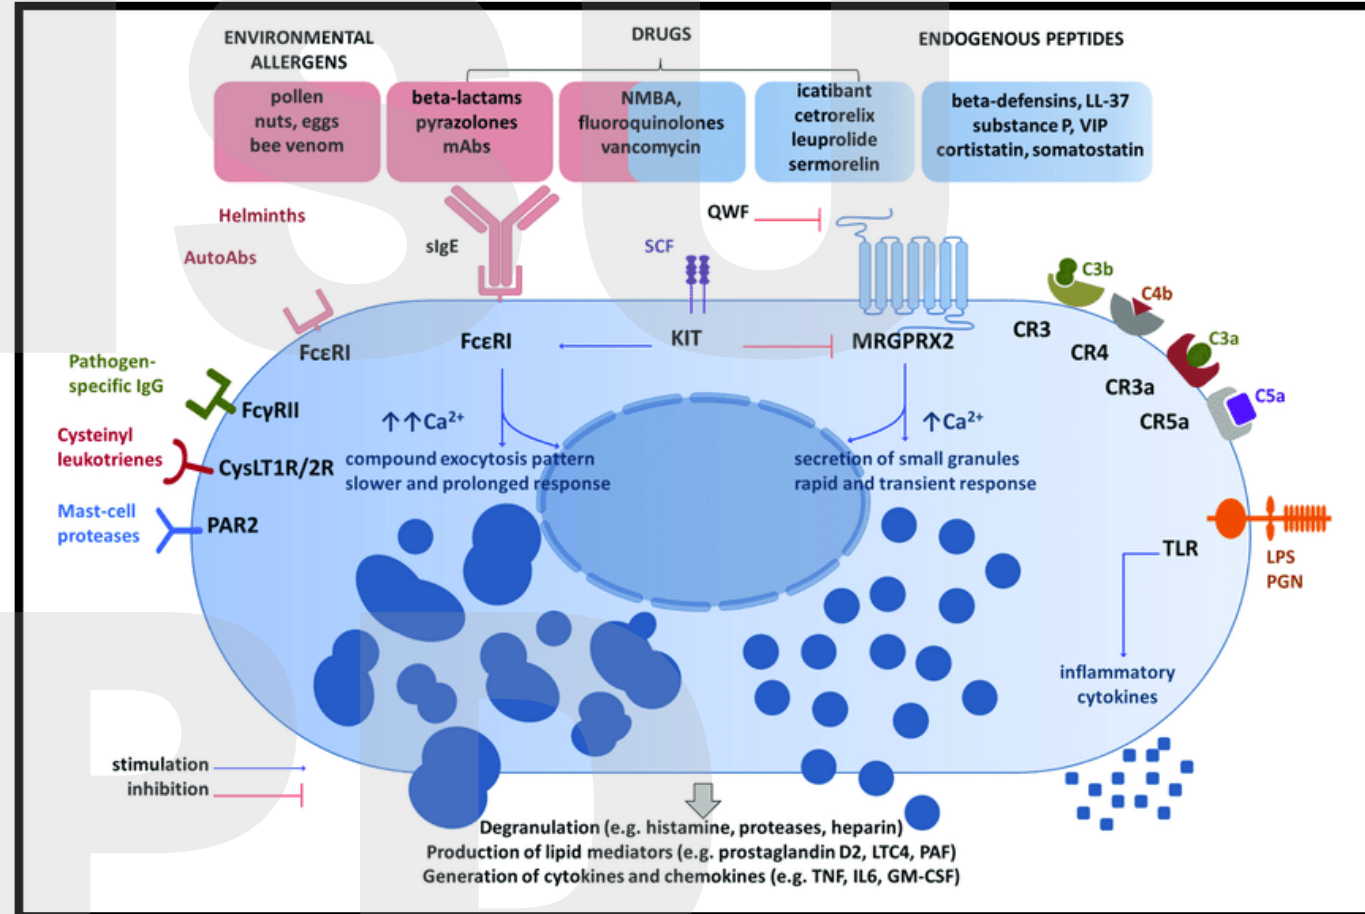 ISU
PD
ENVIRONMENTAL
ALLERGENS
DRUGS
ENDOGENOUS PEPTIDES
pollen
nuts, eggs
bee venom
beta-lactams
pyrazolones
mAbs
NMBA,
fluoroquinolones
vancomycin
icatibant
cetrorelix
leuprolide
sermorelin
beta-defensins, LL-37
substance P, VIP
cortistatin, somatostatin
Helminths
AutoAbs
sIgE
SCF
QWF
C3b
C4b
C3a
C5a
FcεRI
FcεRI
KIT
MRGPRX2
CR3
CR4
CR3a
CR5a
Pathogen-
specific IgG
FcγRII
Cysteinyl
leukotrienes
CysLT1R/2R
Mast-cell
proteases
PAR2
↑↑Ca²⁺
compound exocytosis pattern
slower and prolonged response
↑Ca²⁺
secretion of small granules
rapid and transient response
TLR
LPS
PGN
inflammatory
cytokines
stimulation
inhibition
Degranulation (e.g. histamine, proteases, heparin)
Production of lipid mediators (e.g. prostaglandin D2, LTC4, PAF)
Generation of cytokines and chemokines (e.g. TNF, IL6, GM-CSF)